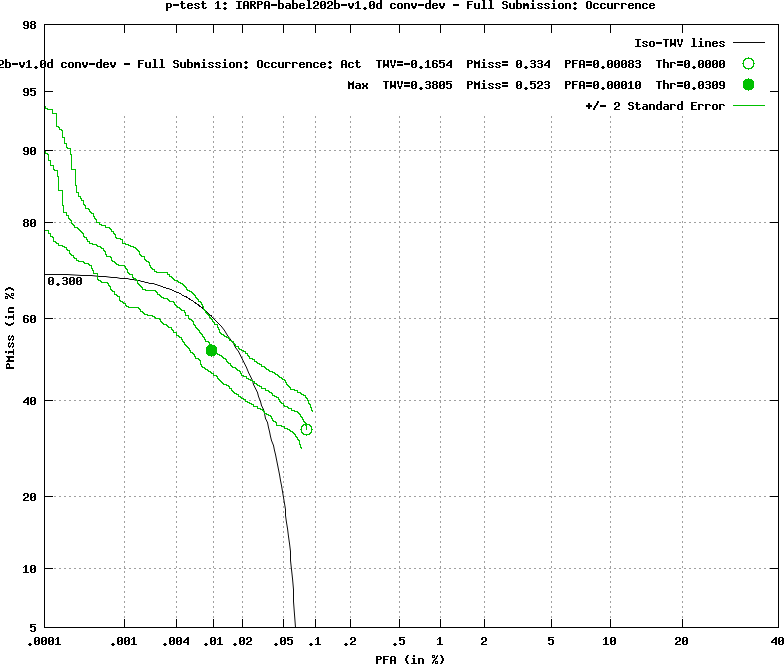 p-test 1: IARPA-babel202b-v1.0d conv-dev - Full Submission: Occurrence
98
Iso-TWV lines
2b-v1.0d conv-dev - Full Submission: Occurrence: Act TWV=-0.1654 PMiss= 0.334 PFA=0.00083 Thr=0.0000
Max TWV=0.3805 PMiss= 0.523 PFA=0.00010 Thr=0.0309
95
+/- 2 Standard Error
90
80
0.300
60
PMiss (in %)
40
20
10
5
.0001 .001 .004 .01 .02 .05 .1 .2 .5 1 2 5 10 20 40
PFA (in %)